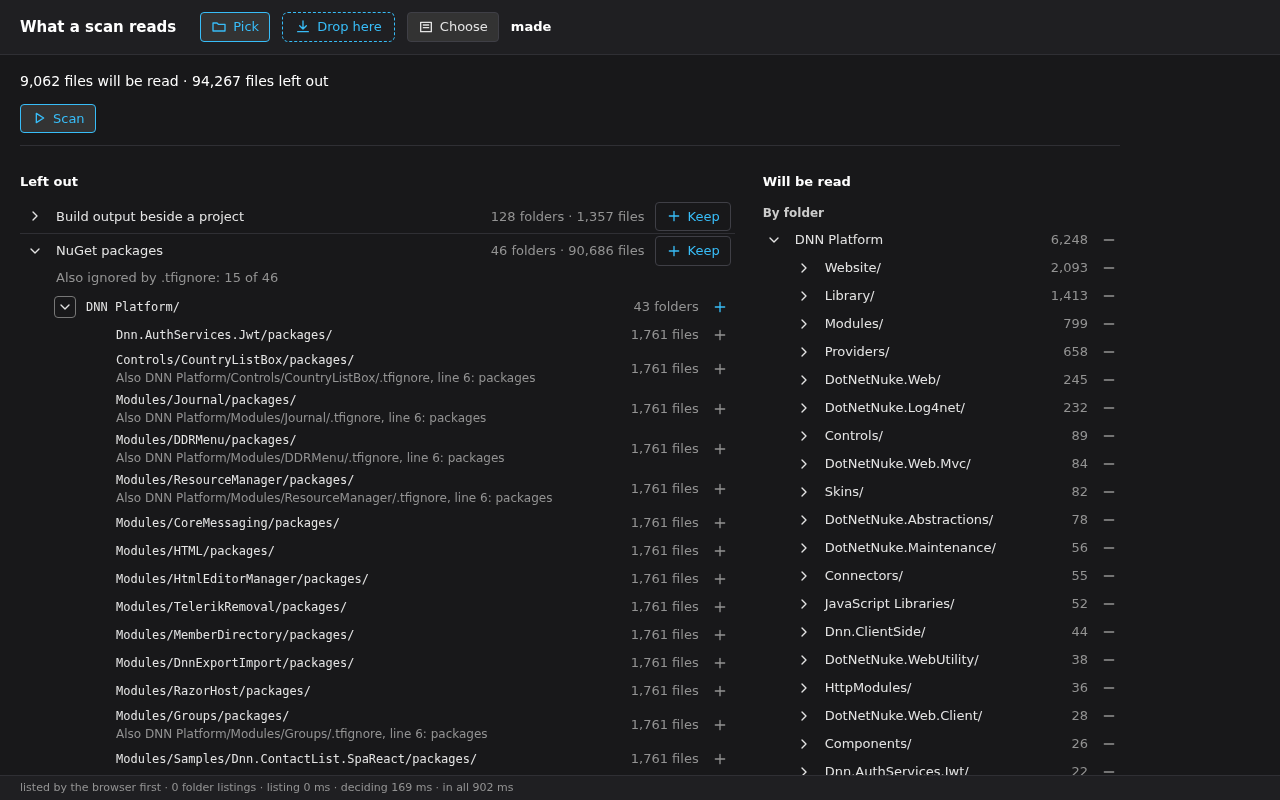 What a scan reads
Pick
Drop here
Choose
made
9,062 files will be read · 94,267 files left out
Scan
Left out
Build output beside a project 128 folders · 1,357 files Keep
NuGet packages 46 folders · 90,686 files Keep
Also ignored by .tfignore: 15 of 46
DNN Platform/ 43 folders
Dnn.AuthServices.Jwt/packages/ 1,761 files
Controls/CountryListBox/packages/ 1,761 files
Also DNN Platform/Controls/CountryListBox/.tfignore, line 6: packages
Modules/Journal/packages/ 1,761 files
Also DNN Platform/Modules/Journal/.tfignore, line 6: packages
Modules/DDRMenu/packages/ 1,761 files
Also DNN Platform/Modules/DDRMenu/.tfignore, line 6: packages
Modules/ResourceManager/packages/ 1,761 files
Also DNN Platform/Modules/ResourceManager/.tfignore, line 6: packages
Modules/CoreMessaging/packages/ 1,761 files
Modules/HTML/packages/ 1,761 files
Modules/HtmlEditorManager/packages/ 1,761 files
Modules/TelerikRemoval/packages/ 1,761 files
Modules/MemberDirectory/packages/ 1,761 files
Modules/DnnExportImport/packages/ 1,761 files
Modules/RazorHost/packages/ 1,761 files
Modules/Groups/packages/ 1,761 files
Also DNN Platform/Modules/Groups/.tfignore, line 6: packages
Modules/Samples/Dnn.ContactList.SpaReact/packages/ 1,761 files
Will be read
By folder
DNN Platform 6,248
Website/ 2,093
Library/ 1,413
Modules/ 799
Providers/ 658
DotNetNuke.Web/ 245
DotNetNuke.Log4net/ 232
Controls/ 89
DotNetNuke.Web.Mvc/ 84
Skins/ 82
DotNetNuke.Abstractions/ 78
DotNetNuke.Maintenance/ 56
Connectors/ 55
JavaScript Libraries/ 52
Dnn.ClientSide/ 44
DotNetNuke.WebUtility/ 38
HttpModules/ 36
DotNetNuke.Web.Client/ 28
Components/ 26
Dnn.AuthServices.Jwt/ 22
listed by the browser first · 0 folder listings · listing 0 ms · deciding 169 ms · in all 902 ms